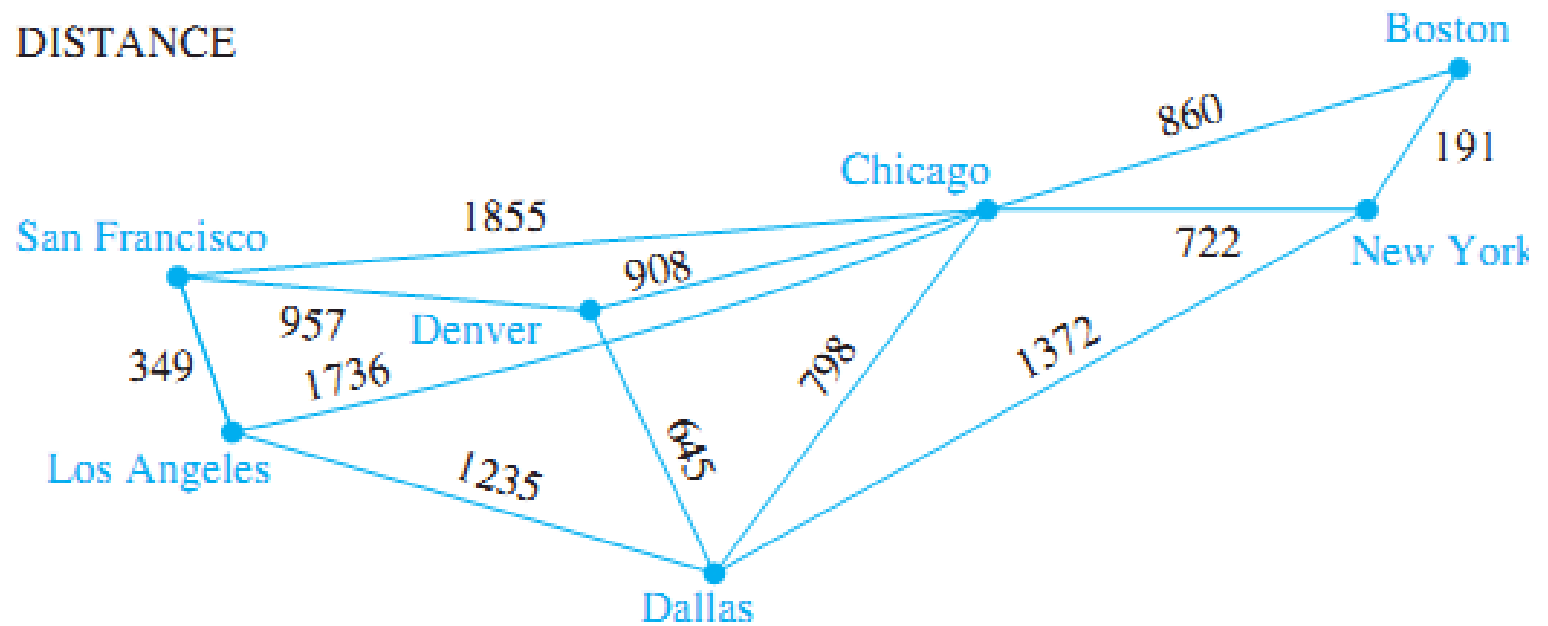 DISTANCE
Boston
860
191
Chicago
1855
San Francisco
722
New York
908
957
Denver
349
1736
798
1372
645
Los Angeles
1235
Dallas